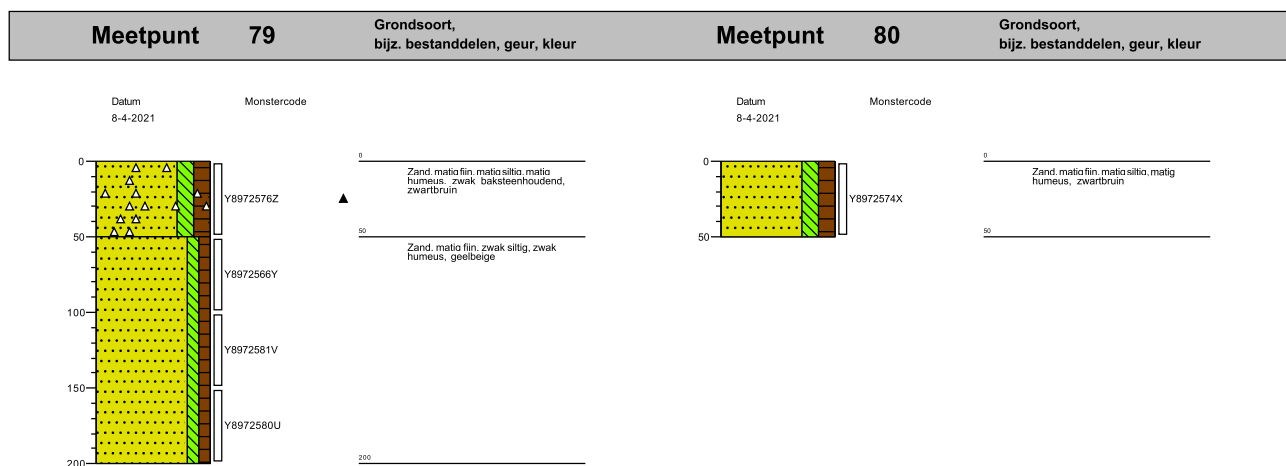 Meetpunt 79
Grondsoort,
bijz. bestanddelen, geur, kleur
Datum
Monstercode
8-4-2021
0
50
100
150
200
Y8972576Z
Y8972566Y
Y8972581V
Y8972580U
0
Zand, matig fijn, matig siltig, matig
humeus, zwak baksteenhoudend,
zwartbruin
50
Zand, matig fijn, zwak siltig, zwak
humeus, geelbeige
200
Meetpunt 80
Grondsoort,
bijz. bestanddelen, geur, kleur
Datum
Monstercode
8-4-2021
0
50
Y8972574X
0
Zand, matig fijn, matig siltig, matig
humeus, zwartbruin
50